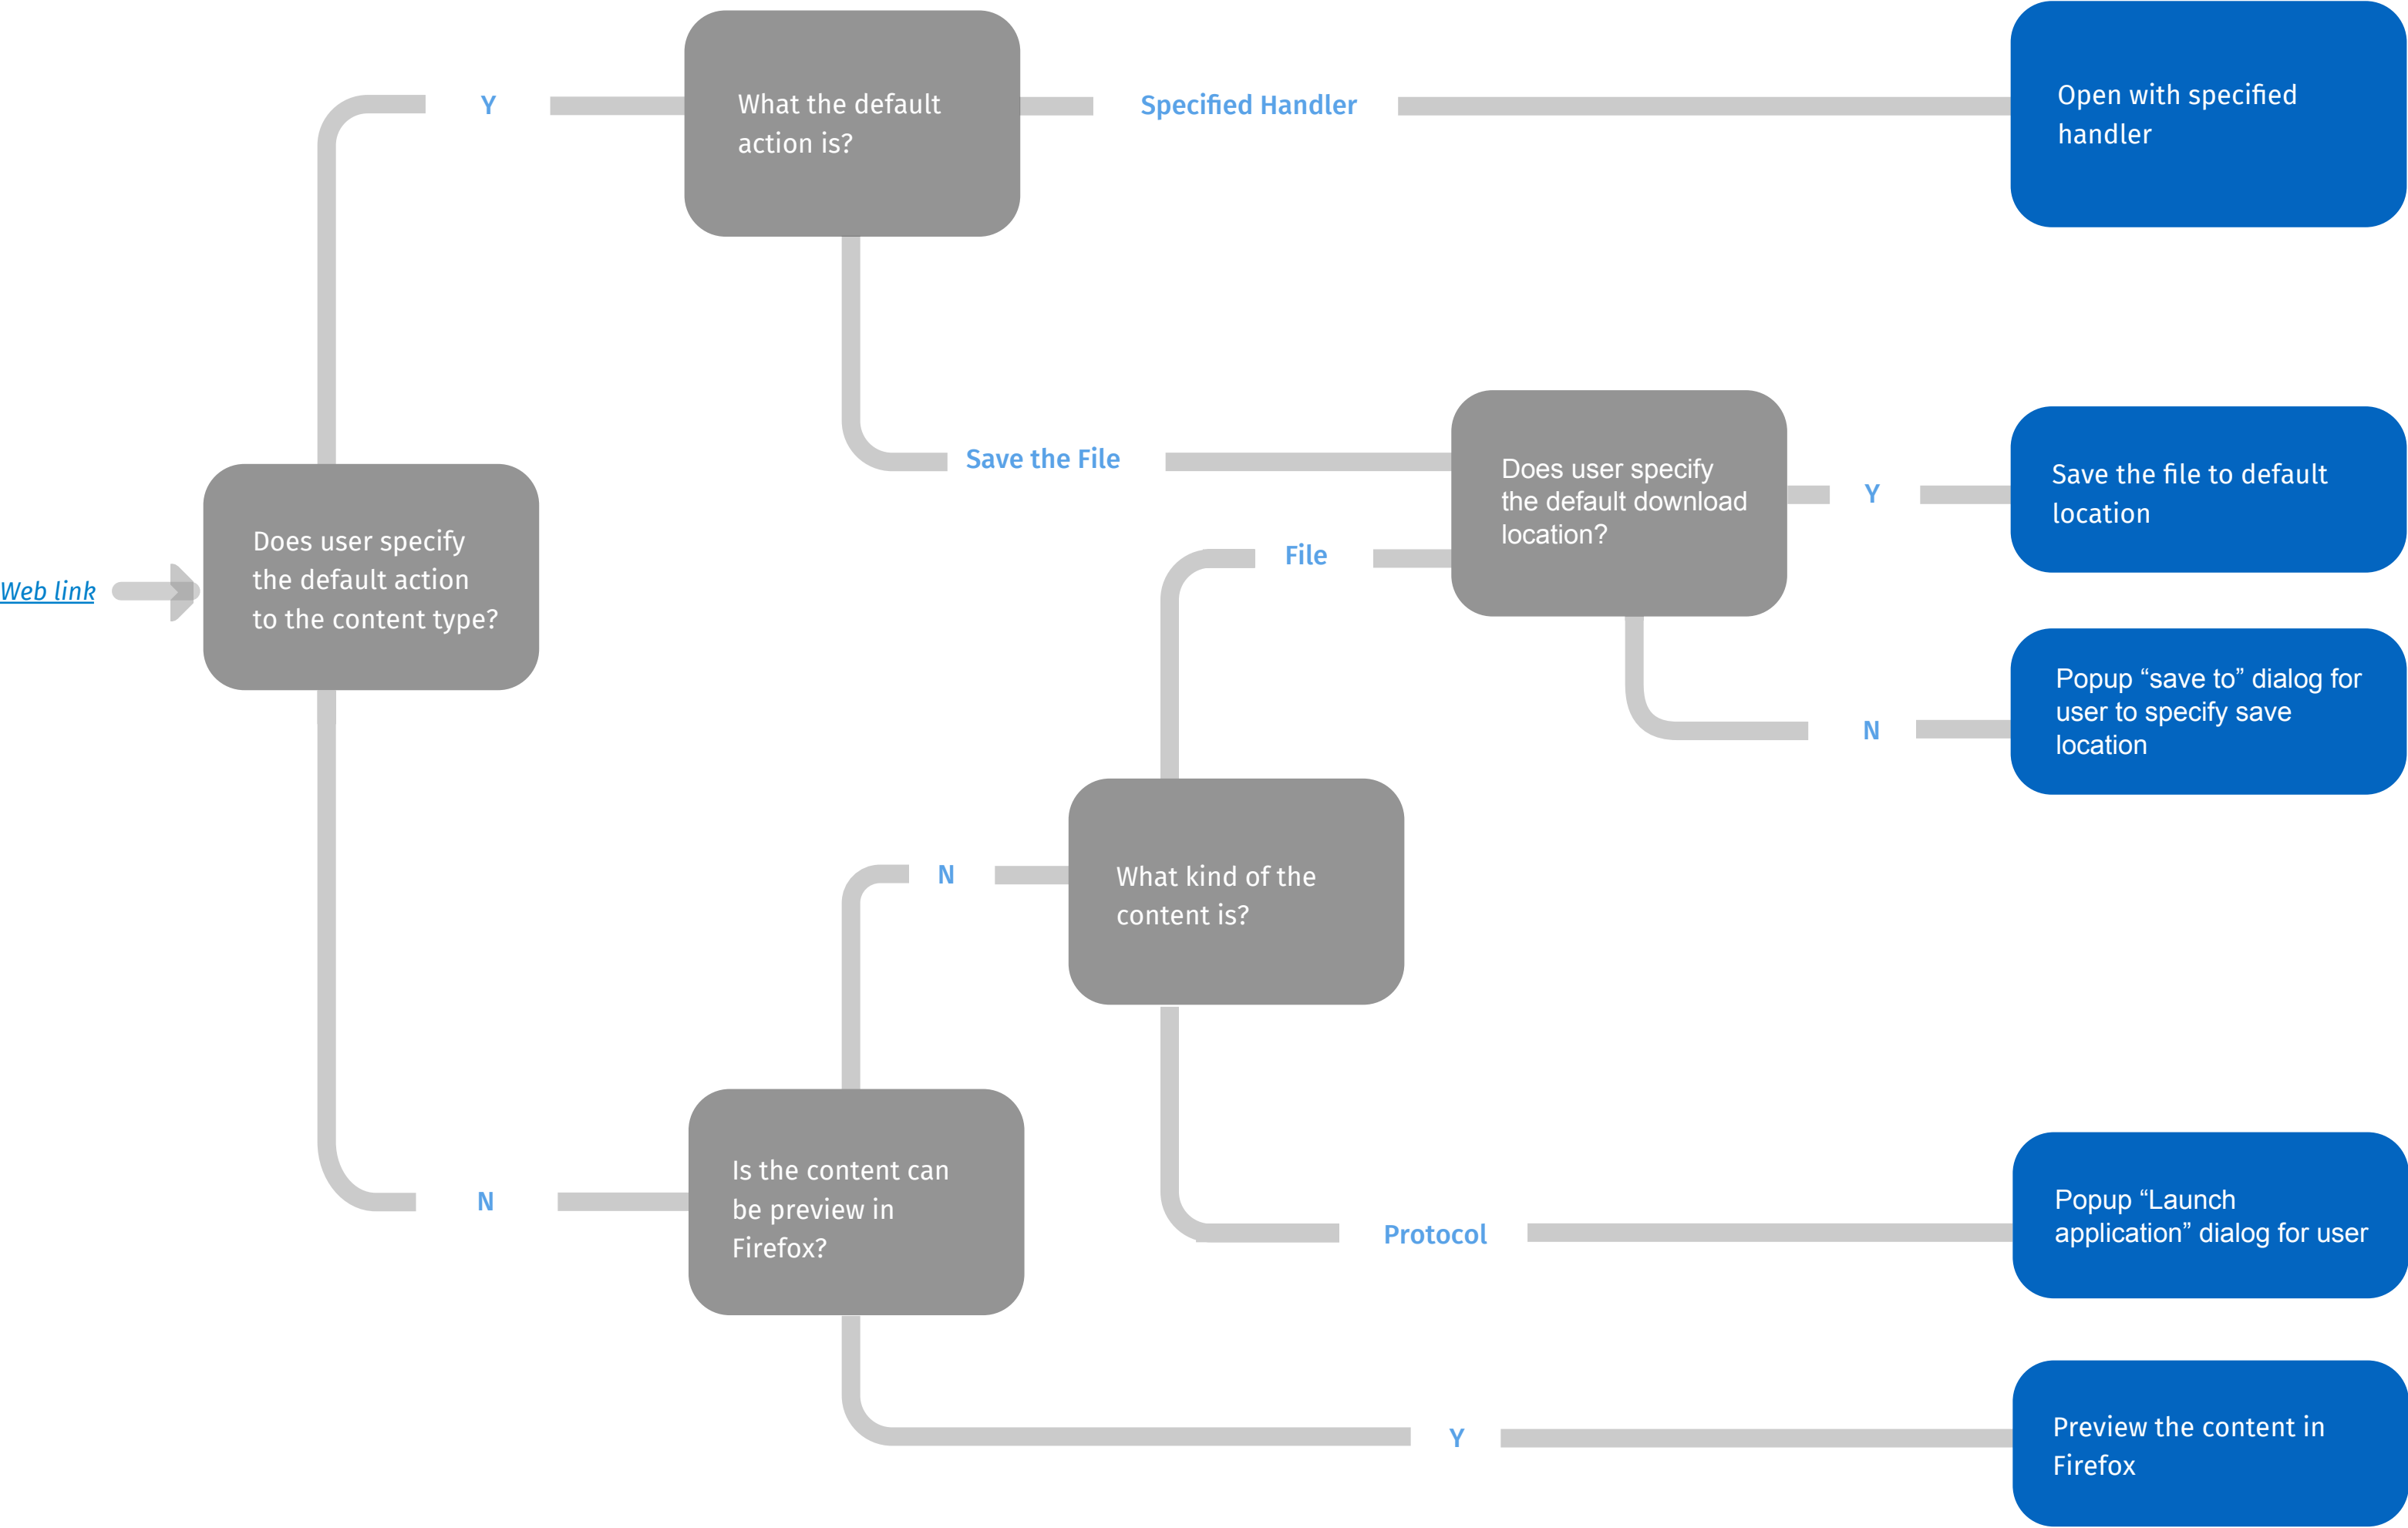 Y
What the default
action is?
Specified Handler
Open with specified
handler
Save the File
Does user specify
the default download
location?
Y
Save the file to default
location
Does user specify
the default action
to the content type?
Web link
File
Popup “save to” dialog for
user to specify save
location
N
N
What kind of the
content is?
Is the content can
be preview in
Firefox?
N
Protocol
Popup “Launch
application” dialog for user
Y
Preview the content in
Firefox